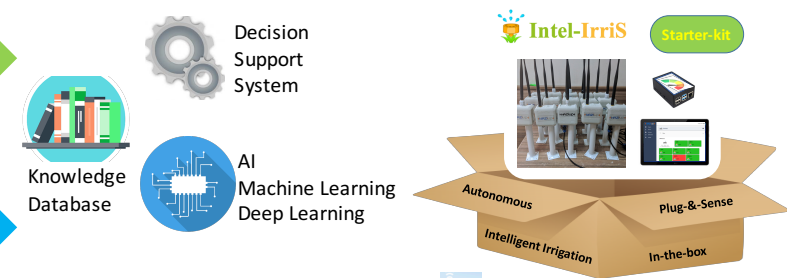 Decision
Support
System
Knowledge
Database
AI
Machine Learning
Deep Learning
Intel-IrriS
Starter-kit
Autonomous
Plug-&-Sense
Intelligent Irrigation
In-the-box